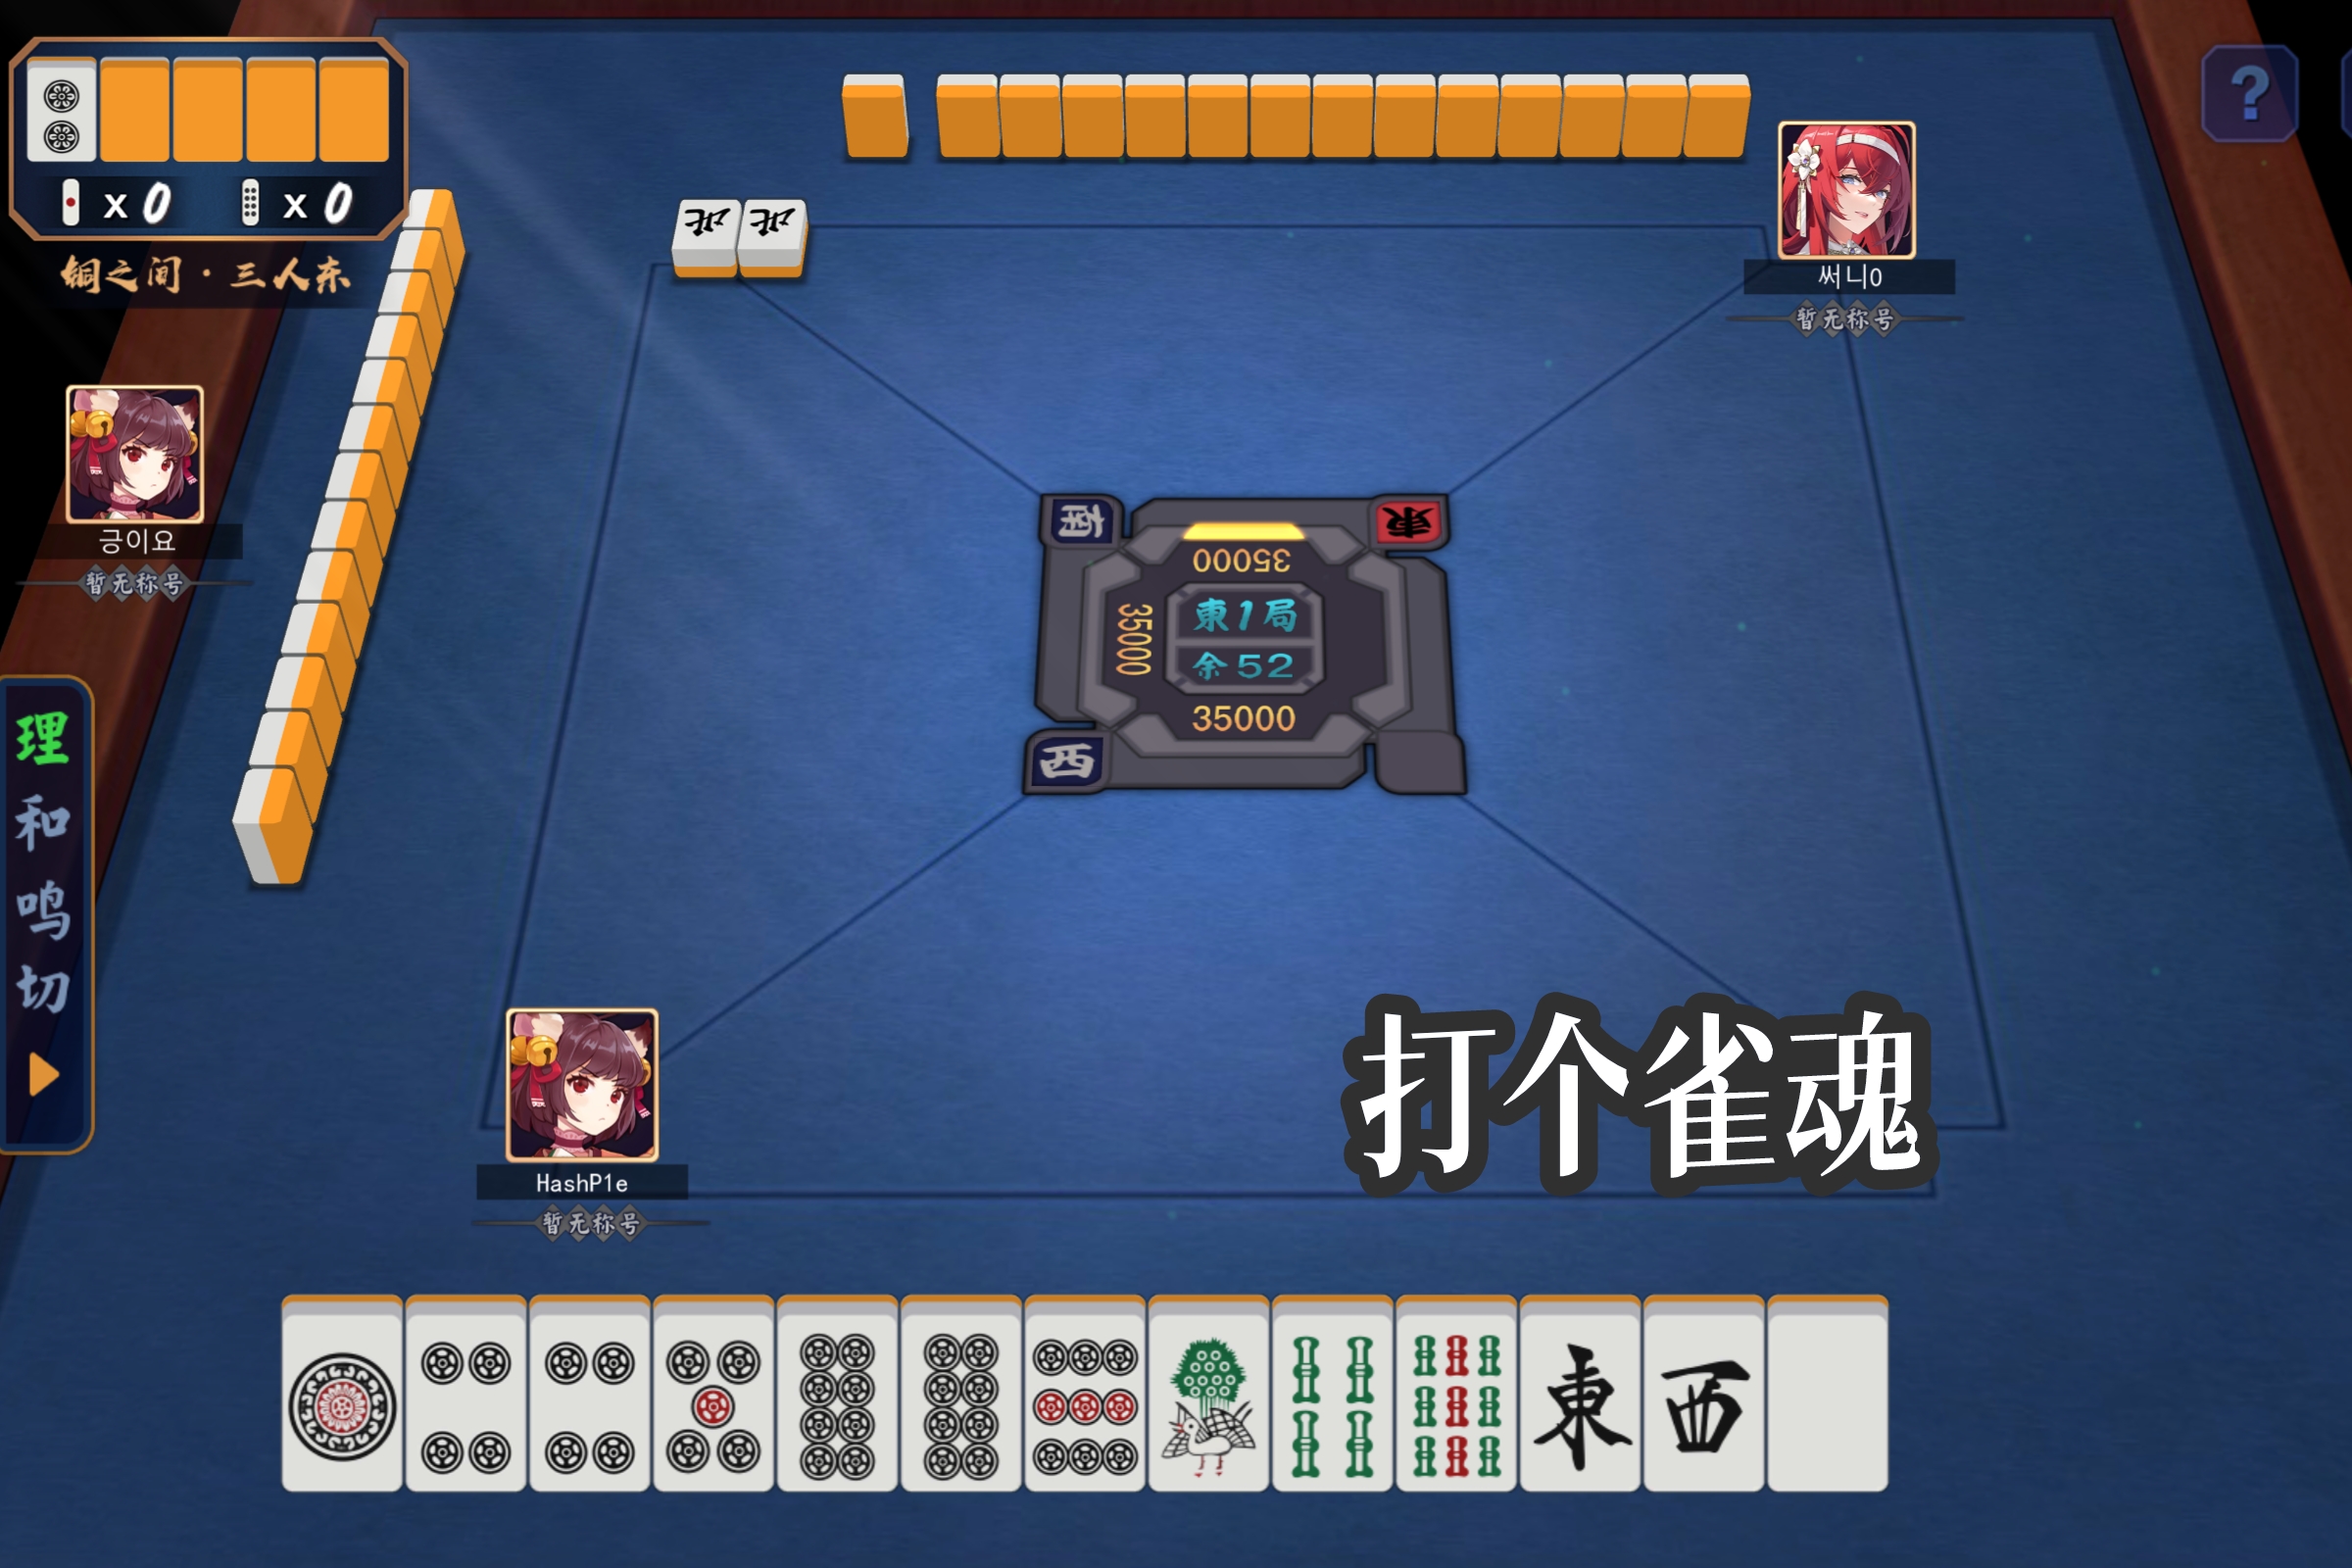 x 0 x 0
铜之间·三人东
北 北
써니0
暂无称号
긍이요
暂无称号
南 東
35000
東1局
35000
余52
35000
西
理
和
鸣
切
?
打个雀魂
HashP1e
暂无称号
東 西